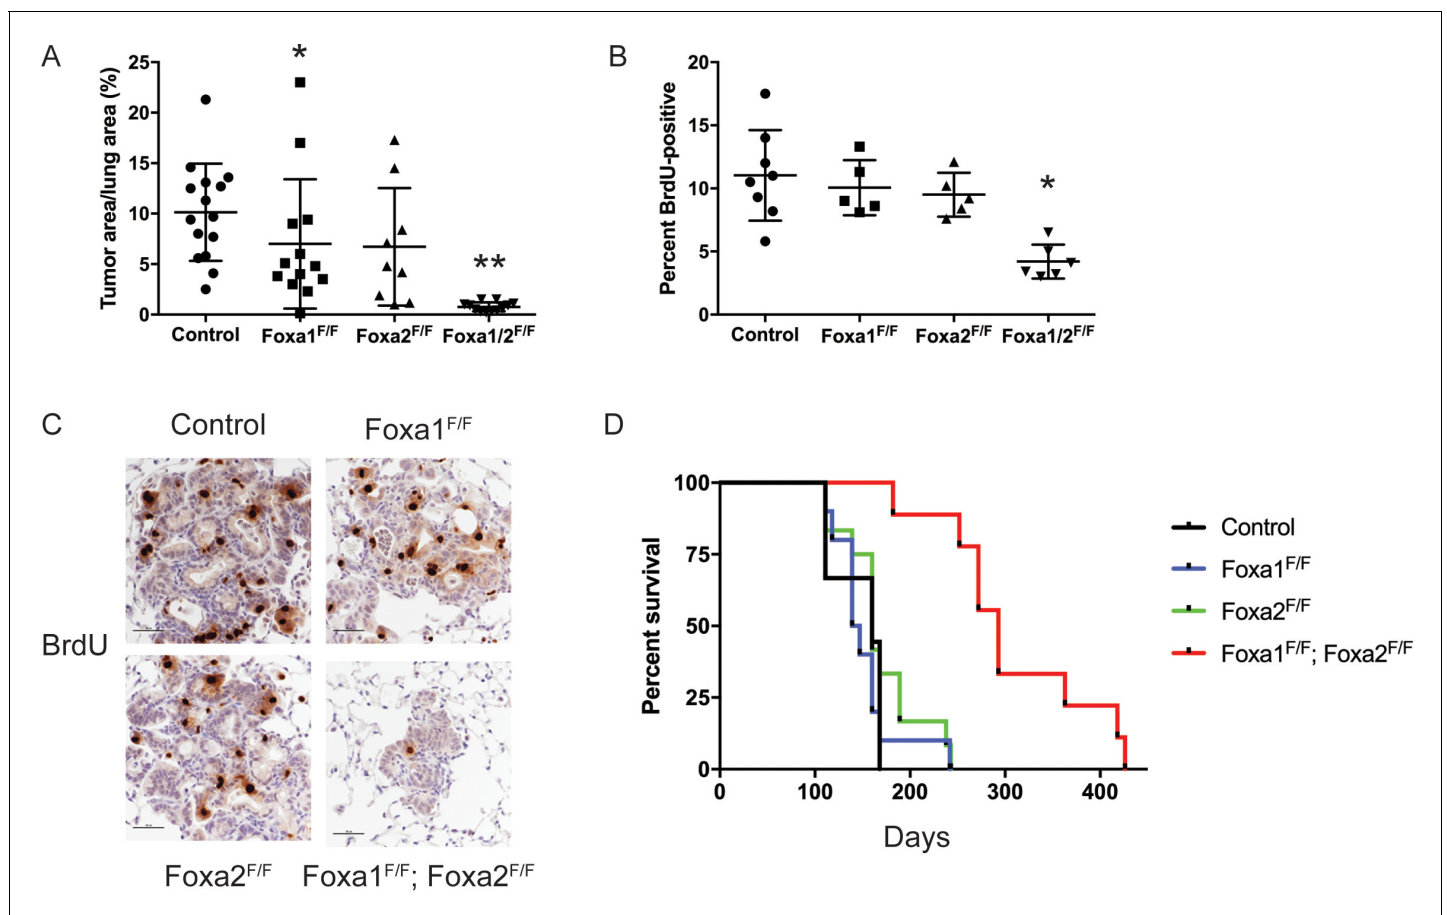 A
Tumor area/lung area (%)
25
20
15
10
5
0
*
**
Control
Foxa1F/F
Foxa2F/F
Foxa1/2F/F
B
Percent BrdU-positive
20
15
10
5
0
*
Control
Foxa1F/F
Foxa2F/F
Foxa1/2F/F
C
Control
Foxa1F/F
BrdU
Foxa2F/F
Foxa1F/F; Foxa2F/F
D
Percent survival
100
75
50
25
0
0
100
200
300
400
Days
Control
Foxa1F/F
Foxa2F/F
Foxa1F/F; Foxa2F/F